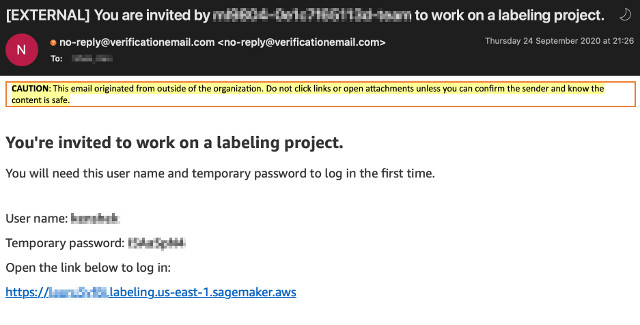 [EXTERNAL] You are invited by to work on a labeling project.
N
no-reply@verificationemail.com <no-reply@verificationemail.com>
Thursday 24 September 2020 at 21:26
To:
CAUTION: This email originated from outside of the organization. Do not click links or open attachments unless you can confirm the sender and know the
content is safe.
You're invited to work on a labeling project.
You will need this user name and temporary password to log in the first time.
User name:
Temporary password:
Open the link below to log in:
https:// .labeling.us-east-1.sagemaker.aws